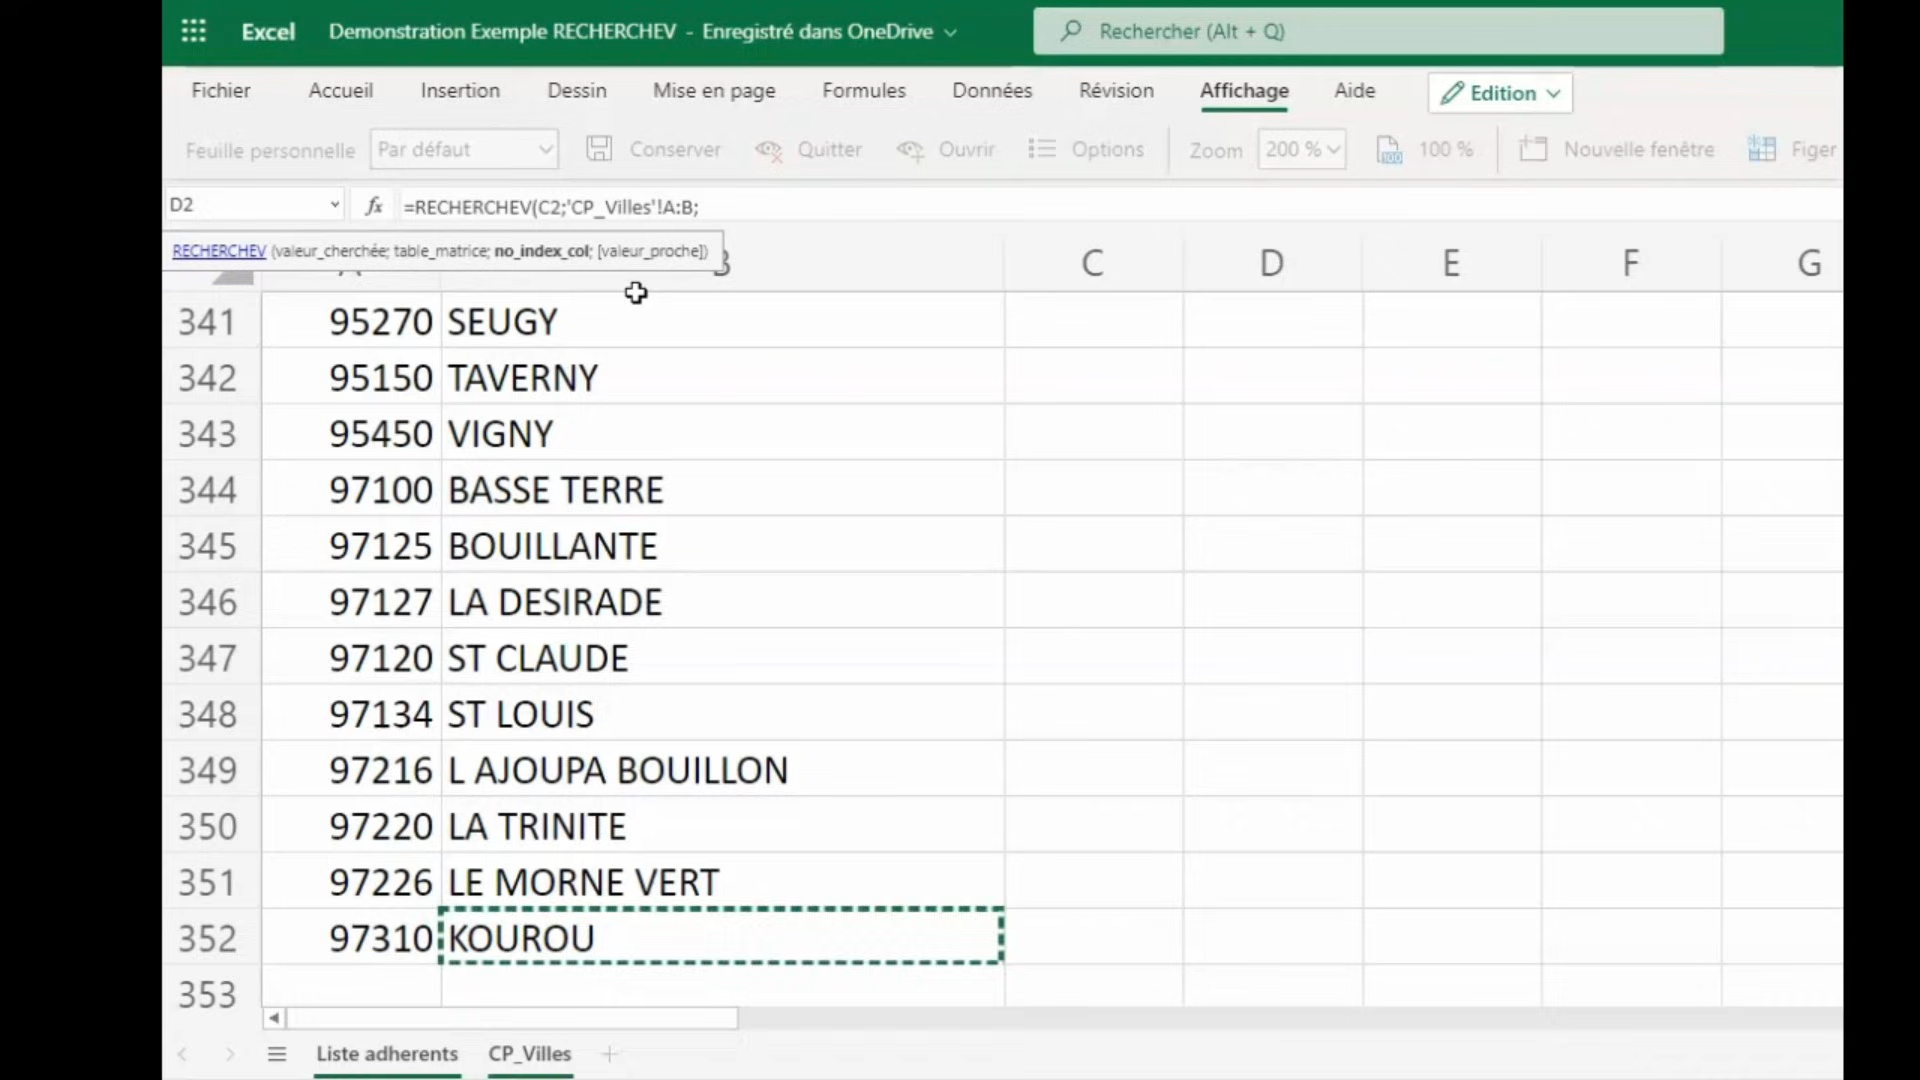 Excel Demonstration Exemple RECHERCHEV - Enregistré dans OneDrive Rechercher (Alt + Q)
Fichier Accueil Insertion Dessin Mise en page Formules Données Révision Affichage Aide Edition
Feuille personnelle Par défaut Conserver Quitter Ouvrir Options Zoom 200 % 100 % Nouvelle fenêtre Figer
D2 fx =RECHERCHEV(C2;'CP_Villes'!A:B;
RECHERCHEV (valeur_cherchée; table_matrice; no_index_col; [valeur_proche])
A B C D E F G
341 95270 SEUGY
342 95150 TAVERNY
343 95450 VIGNY
344 97100 BASSE TERRE
345 97125 BOUILLANTE
346 97127 LA DESIRADE
347 97120 ST CLAUDE
348 97134 ST LOUIS
349 97216 L AJOUPA BOUILLON
350 97220 LA TRINITE
351 97226 LE MORNE VERT
352 97310 KOUROU
353
Liste adherents CP_Villes